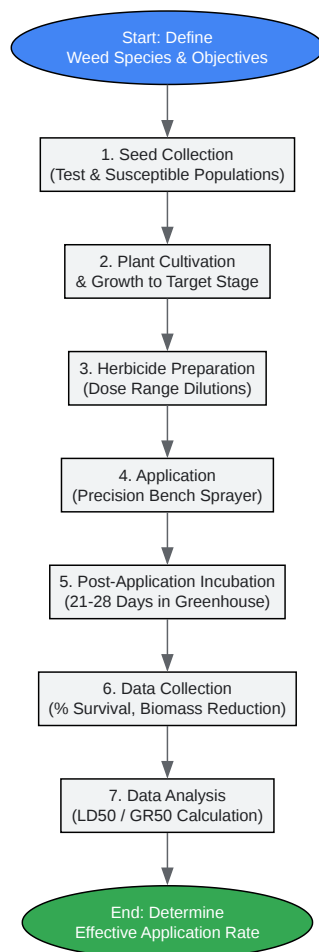 Start: Define
Weed Species & Objectives
1. Seed Collection
(Test & Susceptible Populations)
2. Plant Cultivation
& Growth to Target Stage
3. Herbicide Preparation
(Dose Range Dilutions)
4. Application
(Precision Bench Sprayer)
5. Post-Application Incubation
(21-28 Days in Greenhouse)
6. Data Collection
(% Survival, Biomass Reduction)
7. Data Analysis
(LD50 / GR50 Calculation)
End: Determine
Effective Application Rate